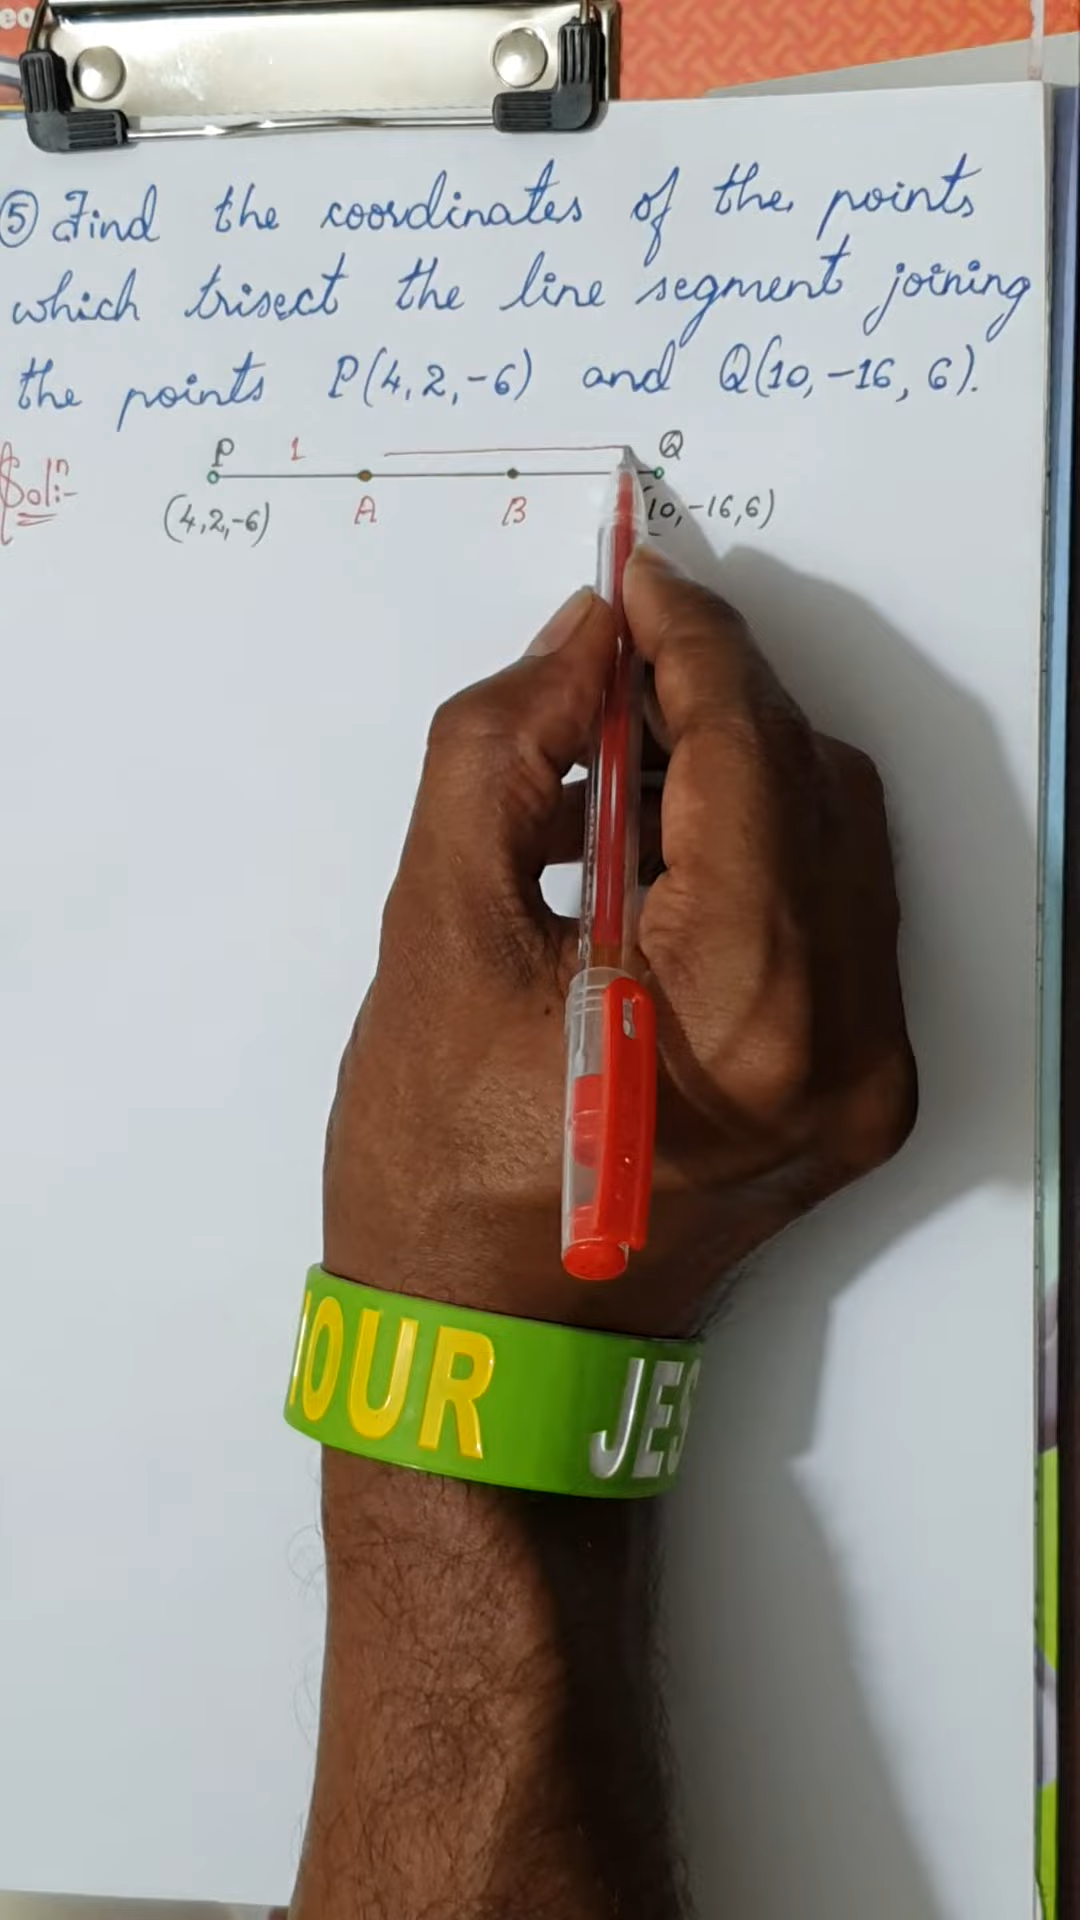 eo
⑤ Find the coordinates of the points
which trisect the line segment joining
the points P(4, 2, -6) and Q(10, -16, 6).
Solⁿ:-
P 1 Q
(4,2,-6) A B (10,-16,6)
OUR JES